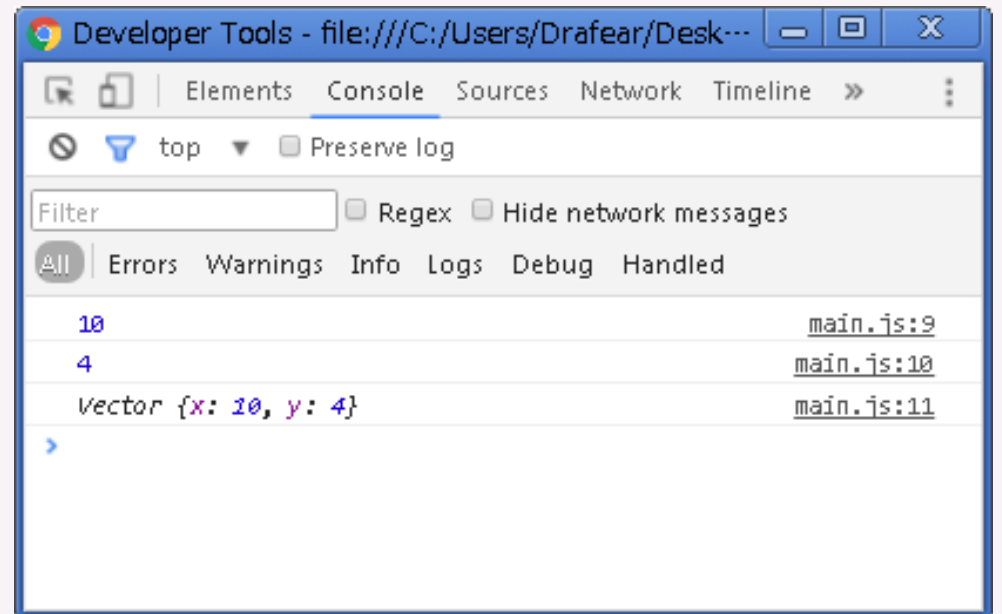 Developer Tools - file:///C:/Users/Drafear/Desk...
Elements Console Sources Network Timeline »
top ▼ Preserve log
Filter Regex Hide network messages
All Errors Warnings Info Logs Debug Handled
10 main.js:9
4 main.js:10
Vector {x: 10, y: 4} main.js:11
>